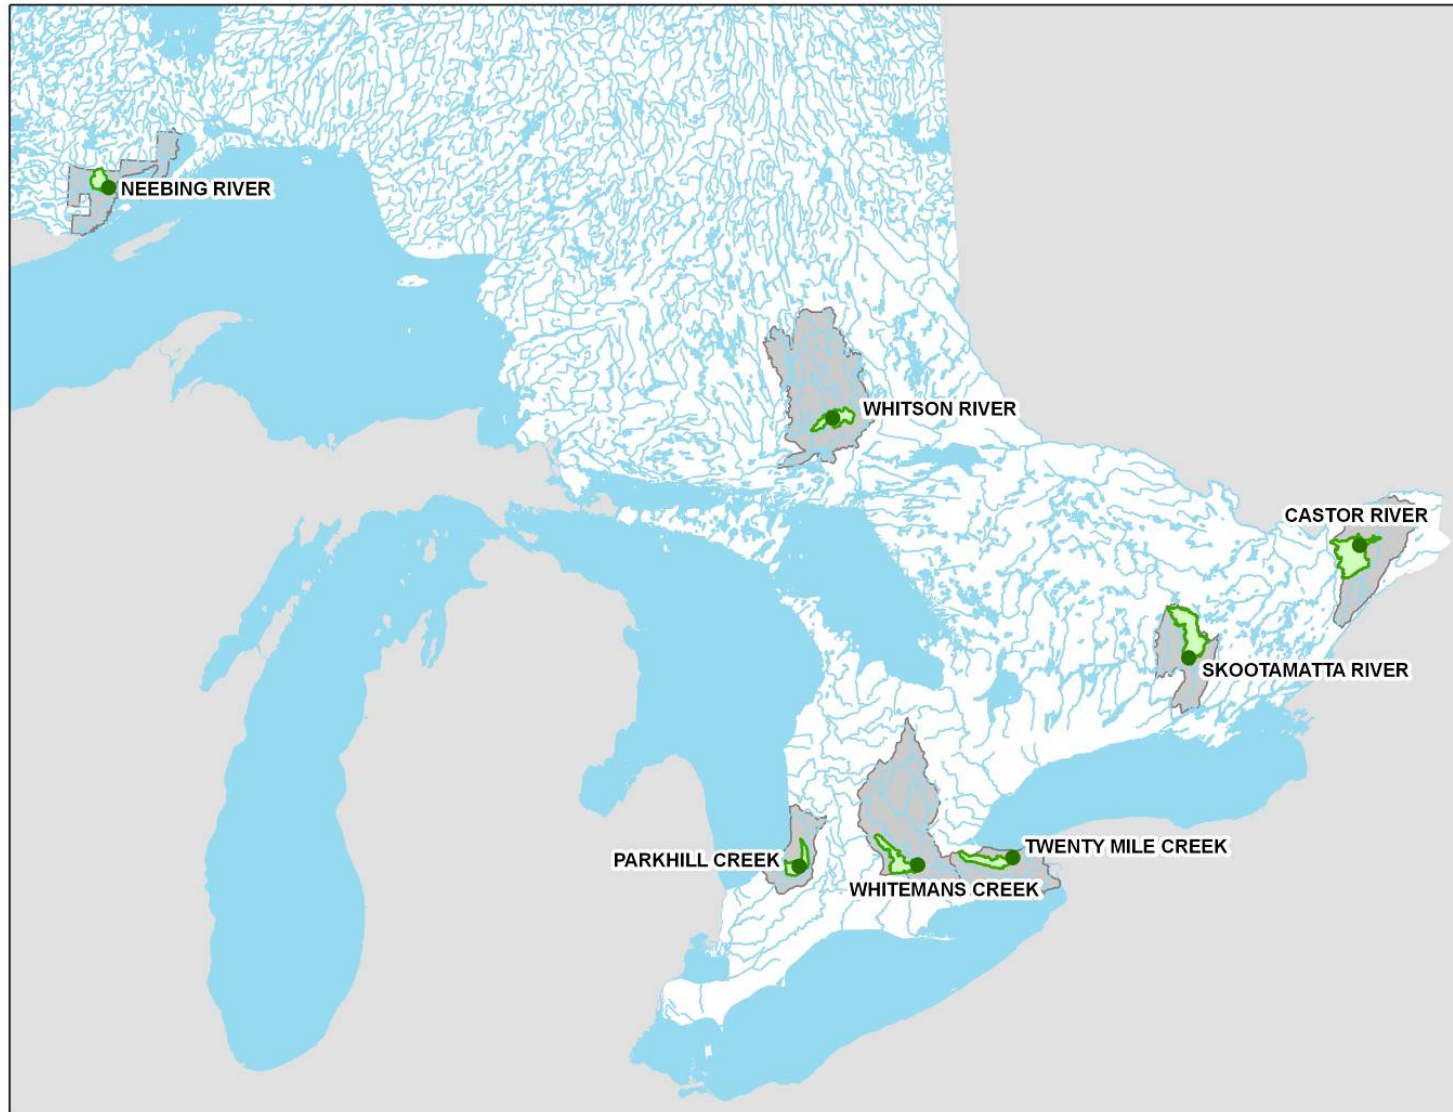 NEEBING RIVER
WHITSON RIVER
CASTOR RIVER
SKOOTAMATTA RIVER
TWENTY MILE CREEK
PARKHILL CREEK
WHITEMANS CREEK